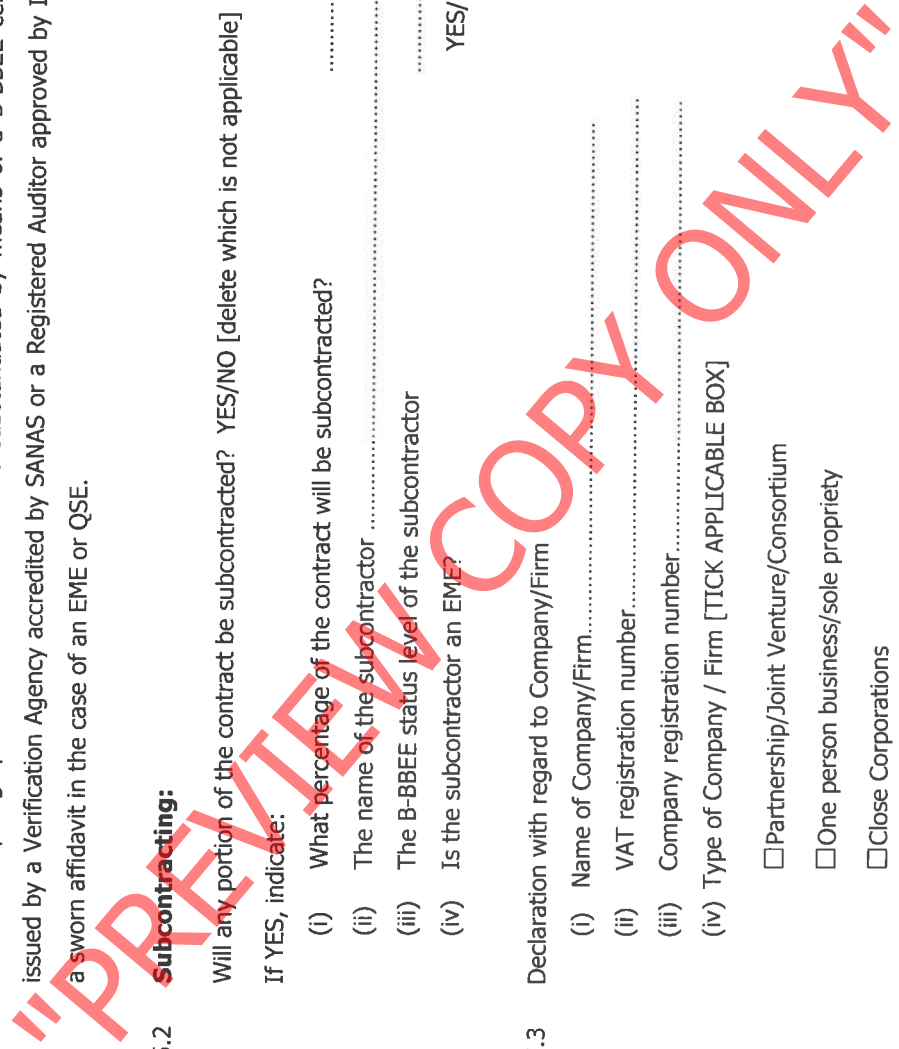 issued by a Verification Agency accredited by SANAS or a Registered Auditor approved by
a sworn affidavit in the case of an EME or QSE.
.2 Subcontracting:
Will any portion of the contract be subcontracted? YES/NO [delete which is not applicable]
If YES, indicate:
(i) What percentage of the contract will be subcontracted? ..........
(ii) The name of the subcontractor ..........
(iii) The B-BBEE status level of the subcontractor ..........
(iv) Is the subcontractor an EME? YES/
.3 Declaration with regard to Company/Firm
(i) Name of Company/Firm..........
(ii) VAT registration number..........
(iii) Company registration number..........
(iv) Type of Company / Firm [TICK APPLICABLE BOX]
□Partnership/Joint Venture/Consortium
□One person business/sole propriety
□Close Corporations
"PREVIEW COPY ONLY"